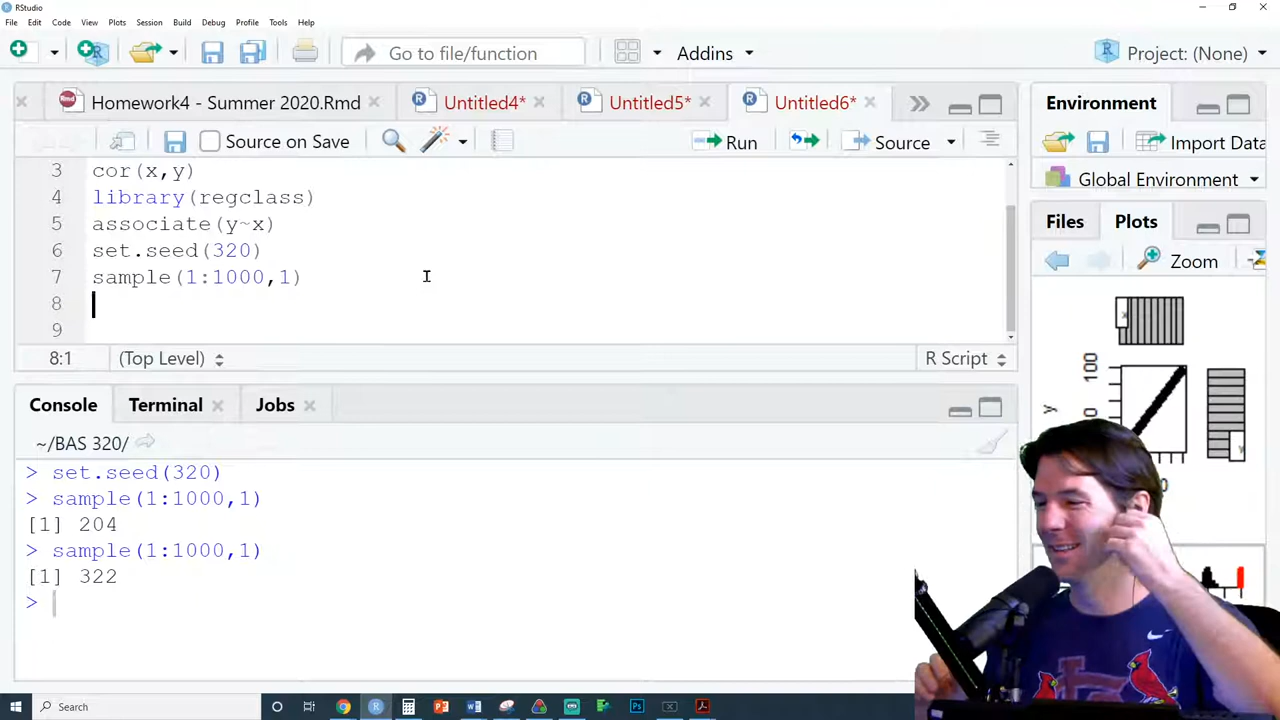 RStudio
File Edit Code View Plots Session Build Debug Profile Tools Help
Go to file/function Addins Project: (None)
Homework4 - Summer 2020.Rmd Untitled4* Untitled5* Untitled6*
Environment
Source on Save Run Source
Import Data
Global Environment
3 cor(x,y)
4 library(regclass)
5 associate(y~x)
6 set.seed(320)
7 sample(1:1000,1)
8
9
8:1 (Top Level) R Script
Files Plots
Zoom
x
100
y
Console Terminal Jobs
~/BAS 320/
> set.seed(320)
> sample(1:1000,1)
[1] 204
> sample(1:1000,1)
[1] 322
>
Search